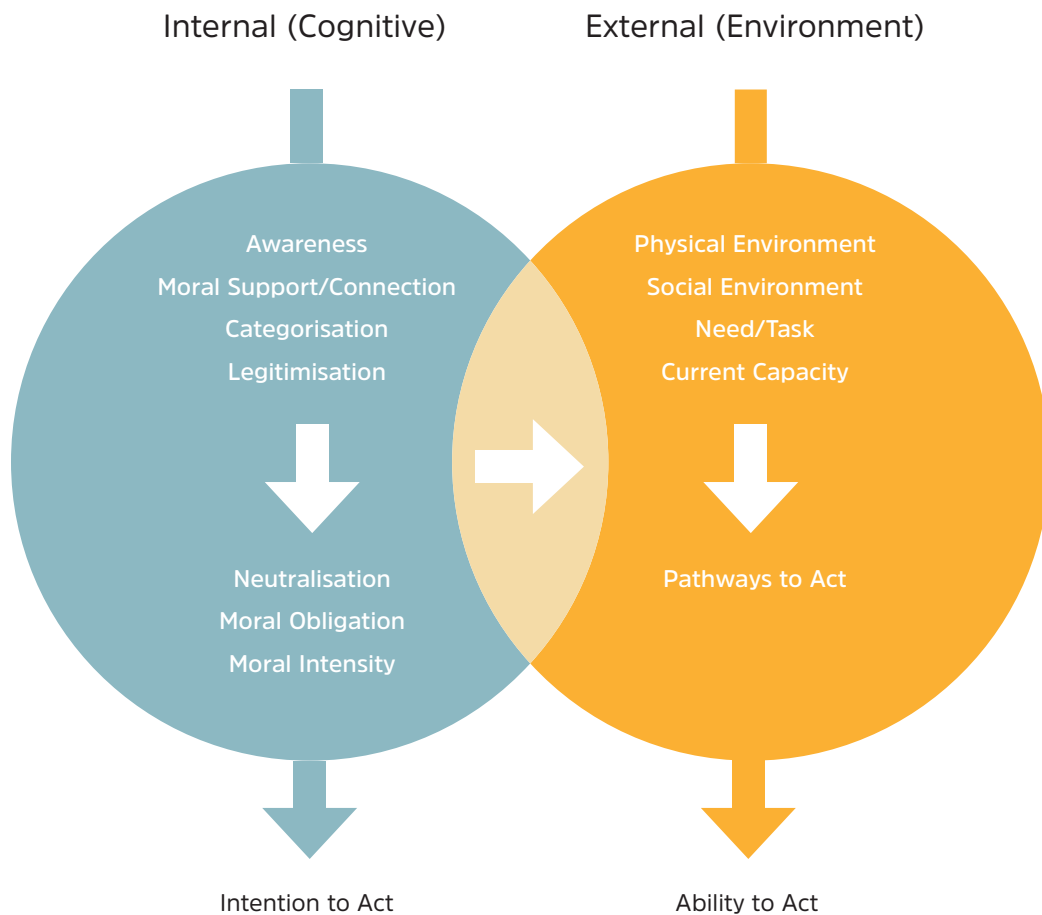 Internal (Cognitive)
External (Environment)
Awareness
Moral Support/Connection
Categorisation
Legitimisation
Neutralisation
Moral Obligation
Moral Intensity
Intention to Act
Physical Environment
Social Environment
Need/Task
Current Capacity
Pathways to Act
Ability to Act